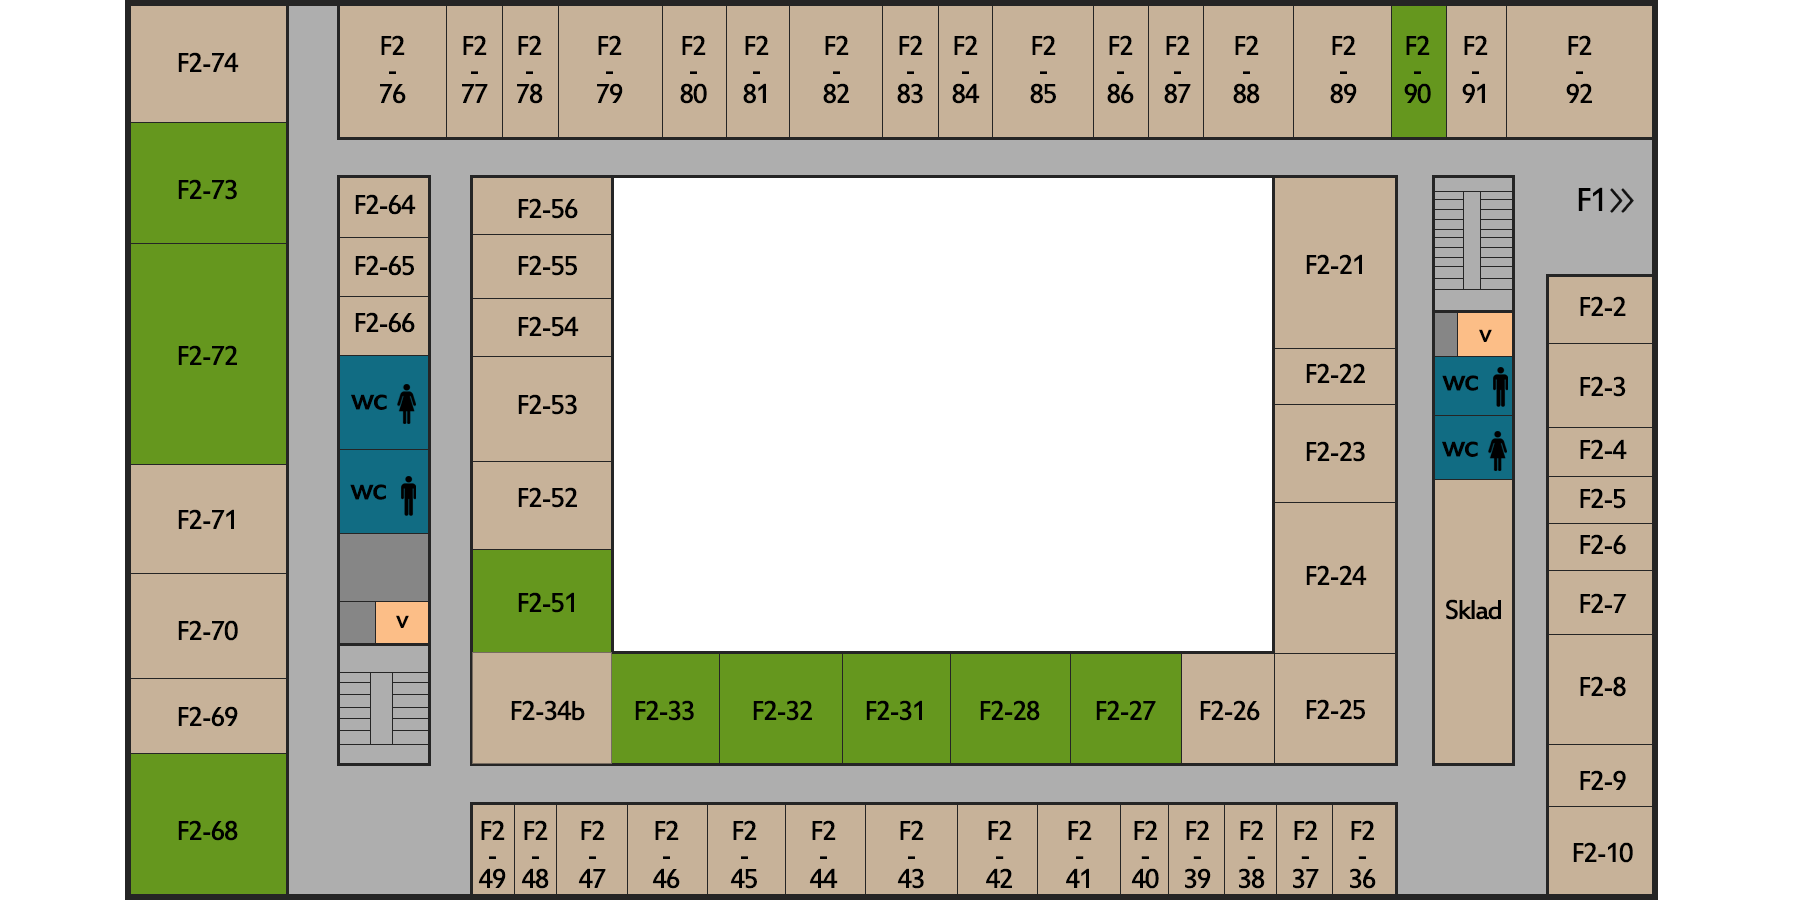 F2-74
F2-73
F2-72
F2-71
F2-70
F2-69
F2-68
F2
-
76
F2
-
77
F2
-
78
F2
-
79
F2
-
80
F2
-
81
F2
-
82
F2
-
83
F2
-
84
F2
-
85
F2
-
86
F2
-
87
F2
-
88
F2
-
89
F2
-
90
F2
-
91
F2
-
92
F2-64
F2-65
F2-66
WC
WC
V
F2-56
F2-55
F2-54
F2-53
F2-52
F2-51
F2-34b
F2-33
F2-32
F2-31
F2-28
F2-27
F2-26
F2-25
F2-21
F2-22
F2-23
F2-24
V
WC
WC
Sklad
F1
F2-2
F2-3
F2-4
F2-5
F2-6
F2-7
F2-8
F2-9
F2-10
F2
-
49
F2
-
48
F2
-
47
F2
-
46
F2
-
45
F2
-
44
F2
-
43
F2
-
42
F2
-
41
F2
-
40
F2
-
39
F2
-
38
F2
-
37
F2
-
36